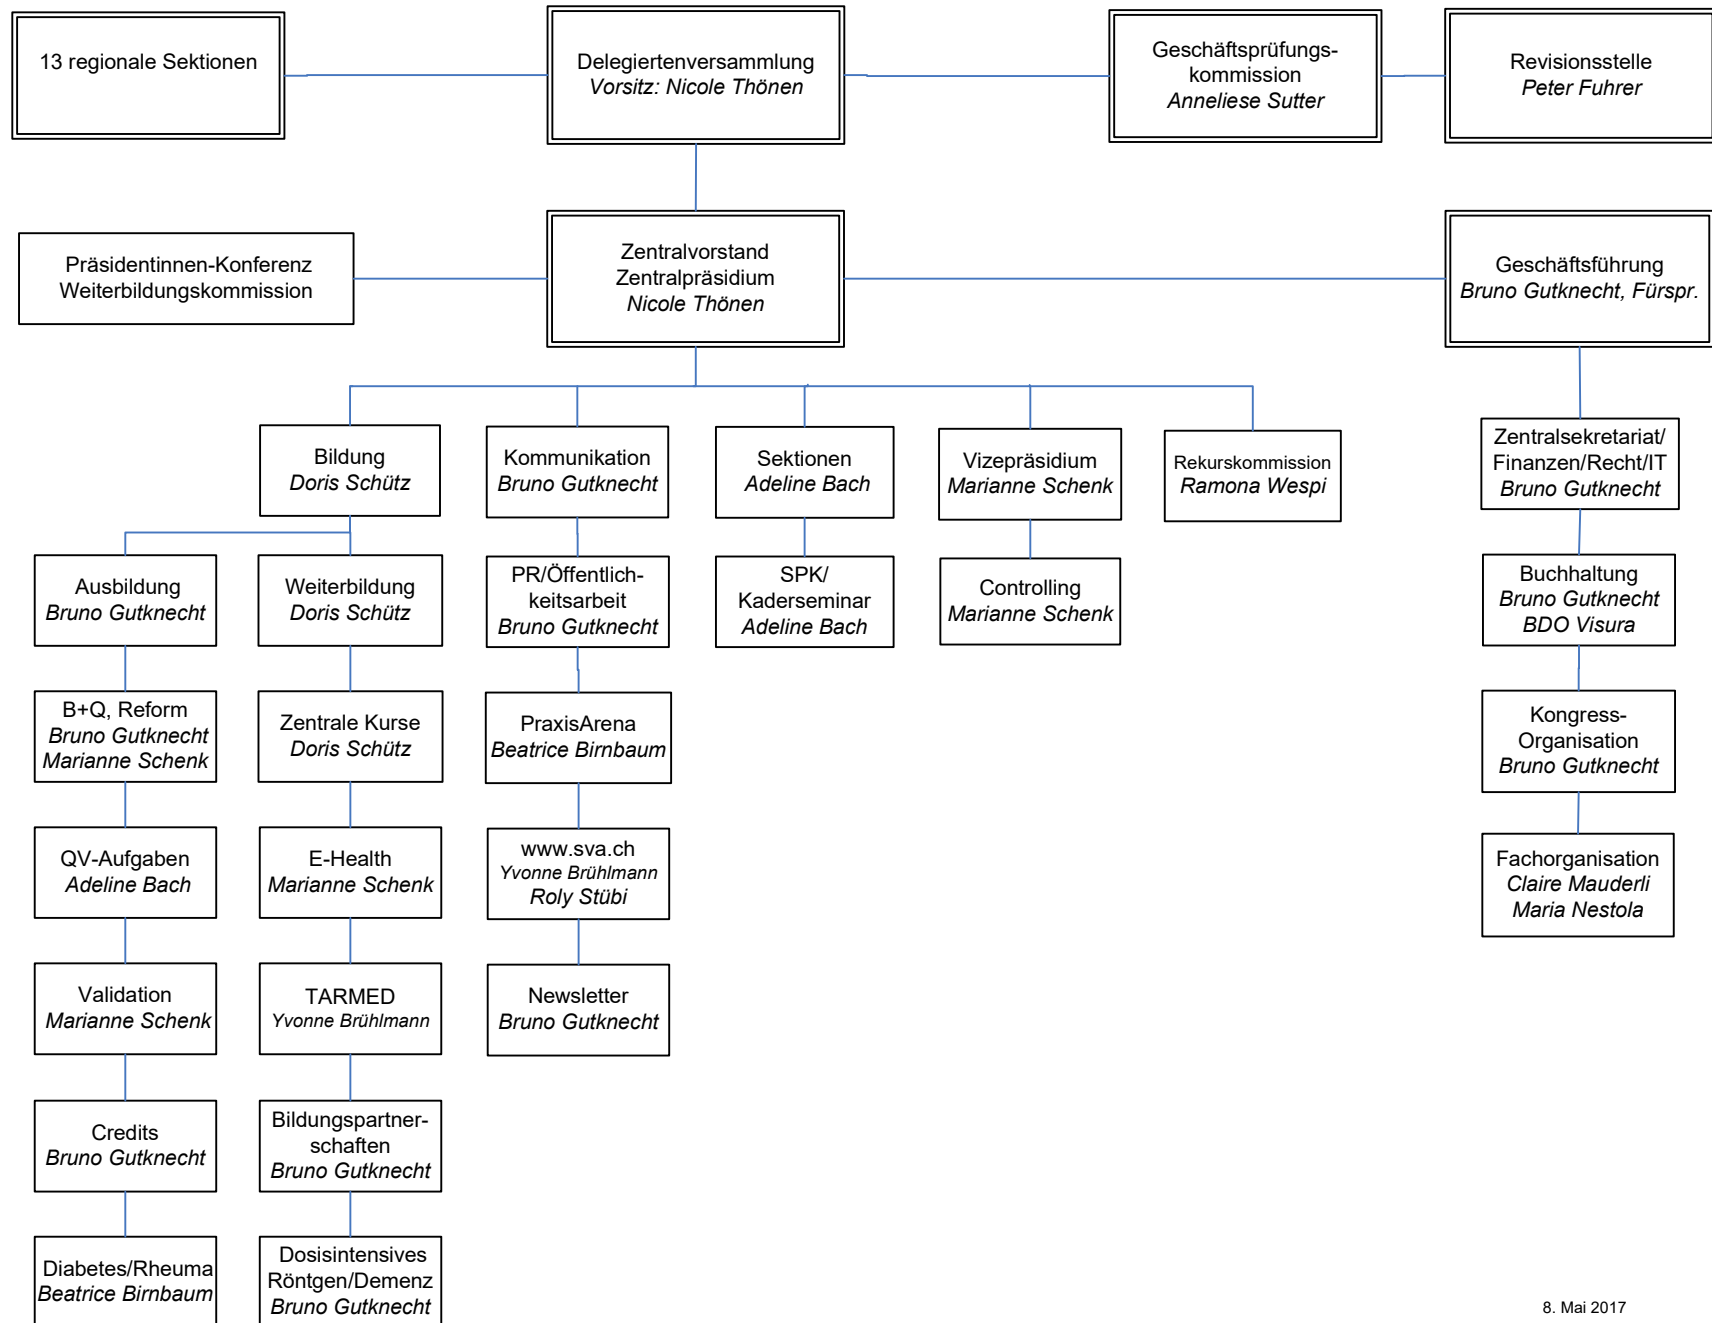 13 regionale Sektionen
Delegiertenversammlung
Vorsitz: Nicole Thönen
Geschäftsprüfungs-
kommission
Anneliese Sutter
Revisionsstelle
Peter Fuhrer
Präsidentinnen-Konferenz
Weiterbildungskommission
Zentralvorstand
Zentralpräsidium
Nicole Thönen
Geschäftsführung
Bruno Gutknecht, Fürspr.
Bildung
Doris Schütz
Kommunikation
Bruno Gutknecht
Sektionen
Adeline Bach
Vizepräsidium
Marianne Schenk
Rekurskommission
Ramona Wespi
Zentralsekretariat/
Finanzen/Recht/IT
Bruno Gutknecht
Ausbildung
Bruno Gutknecht
Weiterbildung
Doris Schütz
PR/Öffentlich-
keitsarbeit
Bruno Gutknecht
SPK/
Kaderseminar
Adeline Bach
Controlling
Marianne Schenk
Buchhaltung
Bruno Gutknecht
BDO Visura
B+Q, Reform
Bruno Gutknecht
Marianne Schenk
Zentrale Kurse
Doris Schütz
PraxisArena
Beatrice Birnbaum
Kongress-
Organisation
Bruno Gutknecht
QV-Aufgaben
Adeline Bach
E-Health
Marianne Schenk
www.sva.ch
Yvonne Brühlmann
Roly Stübi
Fachorganisation
Claire Mauderli
Maria Nestola
Validation
Marianne Schenk
TARMED
Yvonne Brühlmann
Newsletter
Bruno Gutknecht
Credits
Bruno Gutknecht
Bildungspartner-
schaften
Bruno Gutknecht
Diabetes/Rheuma
Beatrice Birnbaum
Dosisintensives
Röntgen/Demenz
Bruno Gutknecht
8. Mai 2017